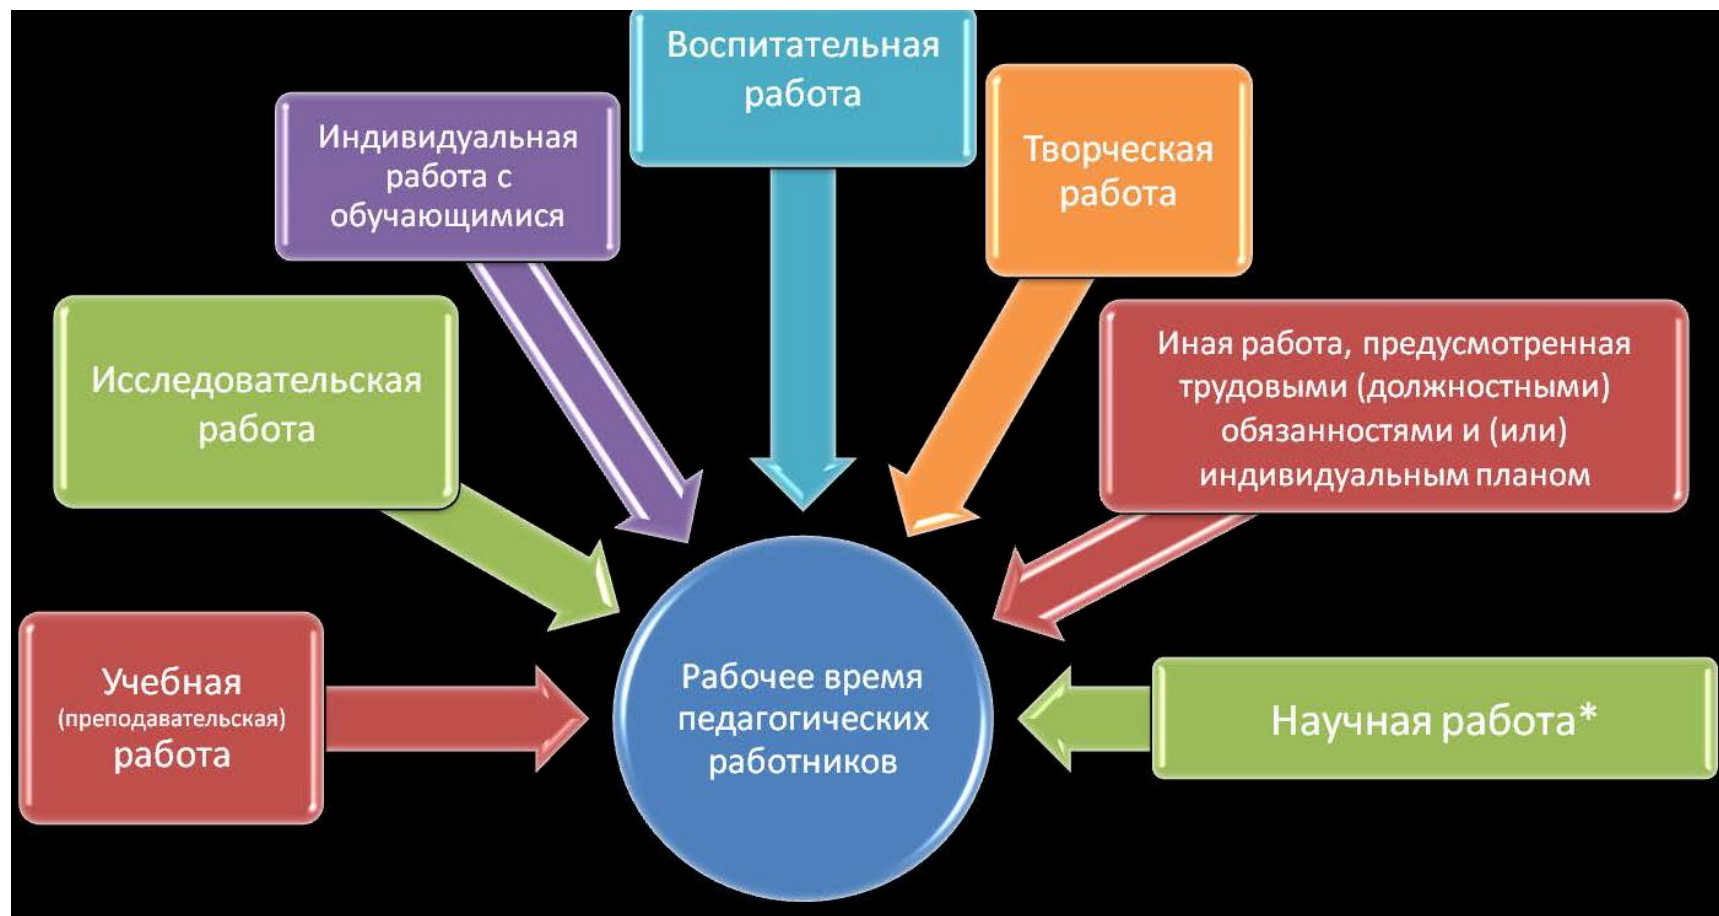 Воспитательная
работа
Творческая
работа
Индивидуальная
работа с
обучающимися
Исследовательская
работа
Иная работа, предусмотренная
трудовыми (должностными)
обязанностями и (или)
индивидуальным планом
Учебная
(преподавательская)
работа
Рабочее время
педагогических
работников
Научная работа*